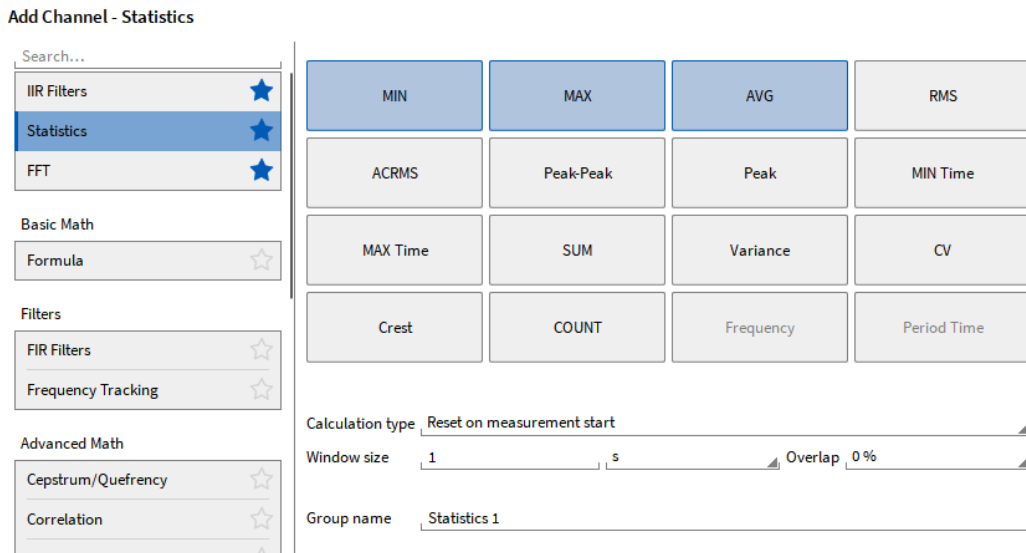 Add Channel - Statistics
Search...
IIR Filters
Statistics
FFT
Basic Math
Formula
Filters
FIR Filters
Frequency Tracking
Advanced Math
Cepstrum/Quefrency
Correlation
MIN MAX AVG RMS
ACRMS Peak-Peak Peak MIN Time
MAX Time SUM Variance CV
Crest COUNT Frequency Period Time
Calculation type Reset on measurement start
Window size 1 s Overlap 0 %
Group name Statistics 1